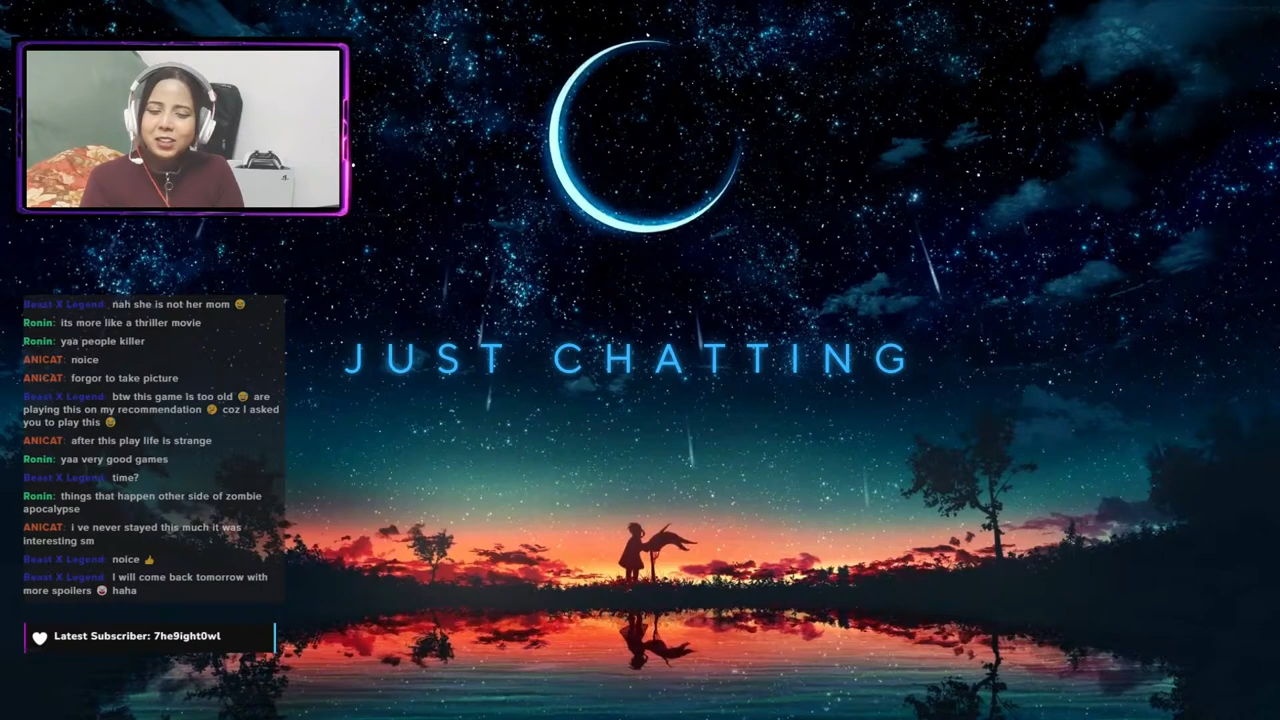 Beast X Legend: nah she is not her mom 😅
Ronin: its more like a thriller movie
Ronin: yaa people killer
ANICAT: noice
ANICAT: forgor to take picture
Beast X Legend: btw this game is too old 😅 are
playing this on my recommendation 🤣 coz I asked
you to play this 😅
ANICAT: after this play life is strange
Ronin: yaa very good games
Beast X Legend: time?
Ronin: things that happen other side of zombie
apocalypse
ANICAT: i ve never stayed this much it was
interesting sm
Beast X Legend: noice 👍
Beast X Legend: I will come back tomorrow with
more spoilers 😀 haha
Latest Subscriber: 7he9ight0wl
JUST CHATTING